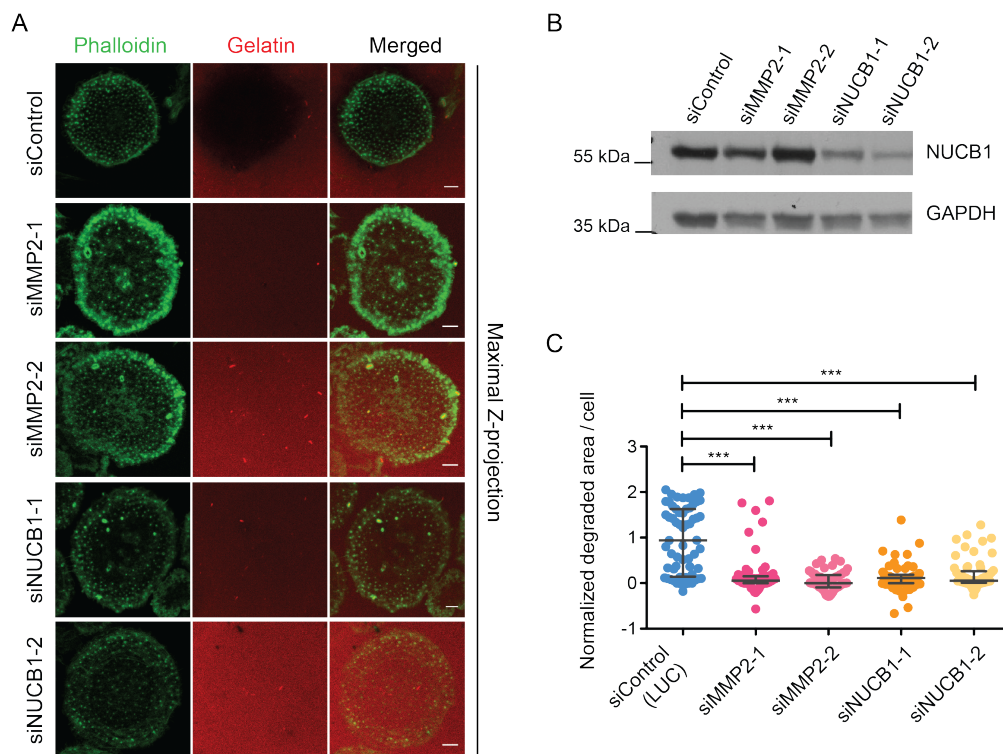 A
Phalloidin Gelatin Merged
siControl
siMMP2-1
siMMP2-2
siNUCB1-1
siNUCB1-2
Maximal Z-projection
B
siControl
siMMP2-1
siMMP2-2
siNUCB1-1
siNUCB1-2
55 kDa
NUCB1
35 kDa
GAPDH
C
***
***
***
***
Normalized degraded area / cell
3
2
1
0
-1
siControl
(LUC)
siMMP2-1
siMMP2-2
siNUCB1-1
siNUCB1-2